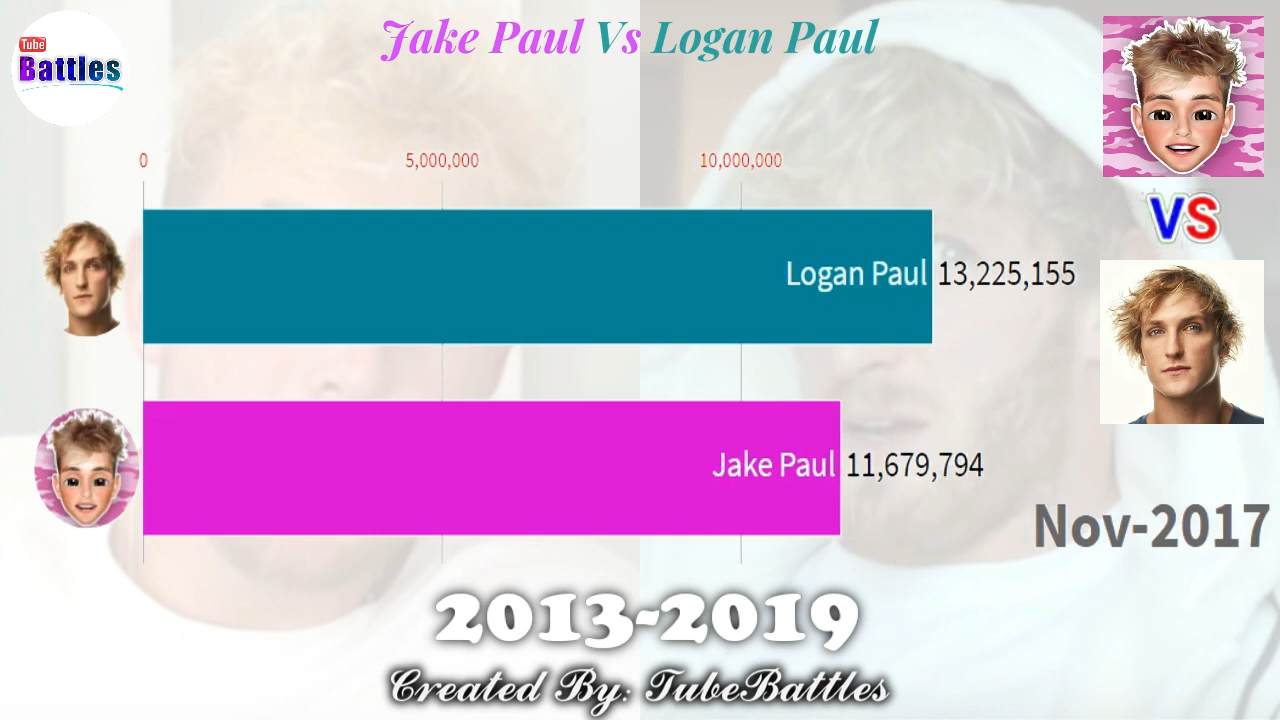 Jake Paul Vs Logan Paul
Tube
Battles
0 5,000,000 10,000,000
VS
Logan Paul 13,225,155
Jake Paul 11,679,794
Nov-2017
2013-2019
Created By: TubeBattles